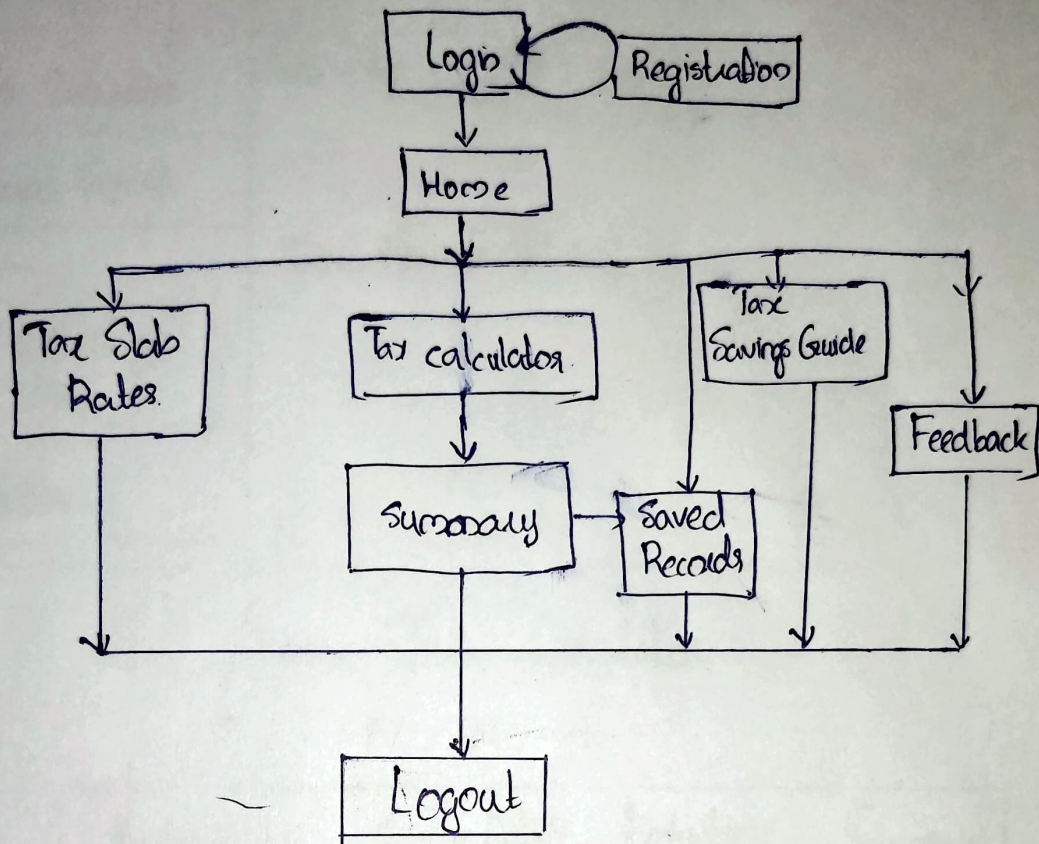 Login
Registration
Home
Tax Slab
Rates.
Tax calculator.
Tax
Savings Guide
Feedback
Summary
Saved
Records
Logout